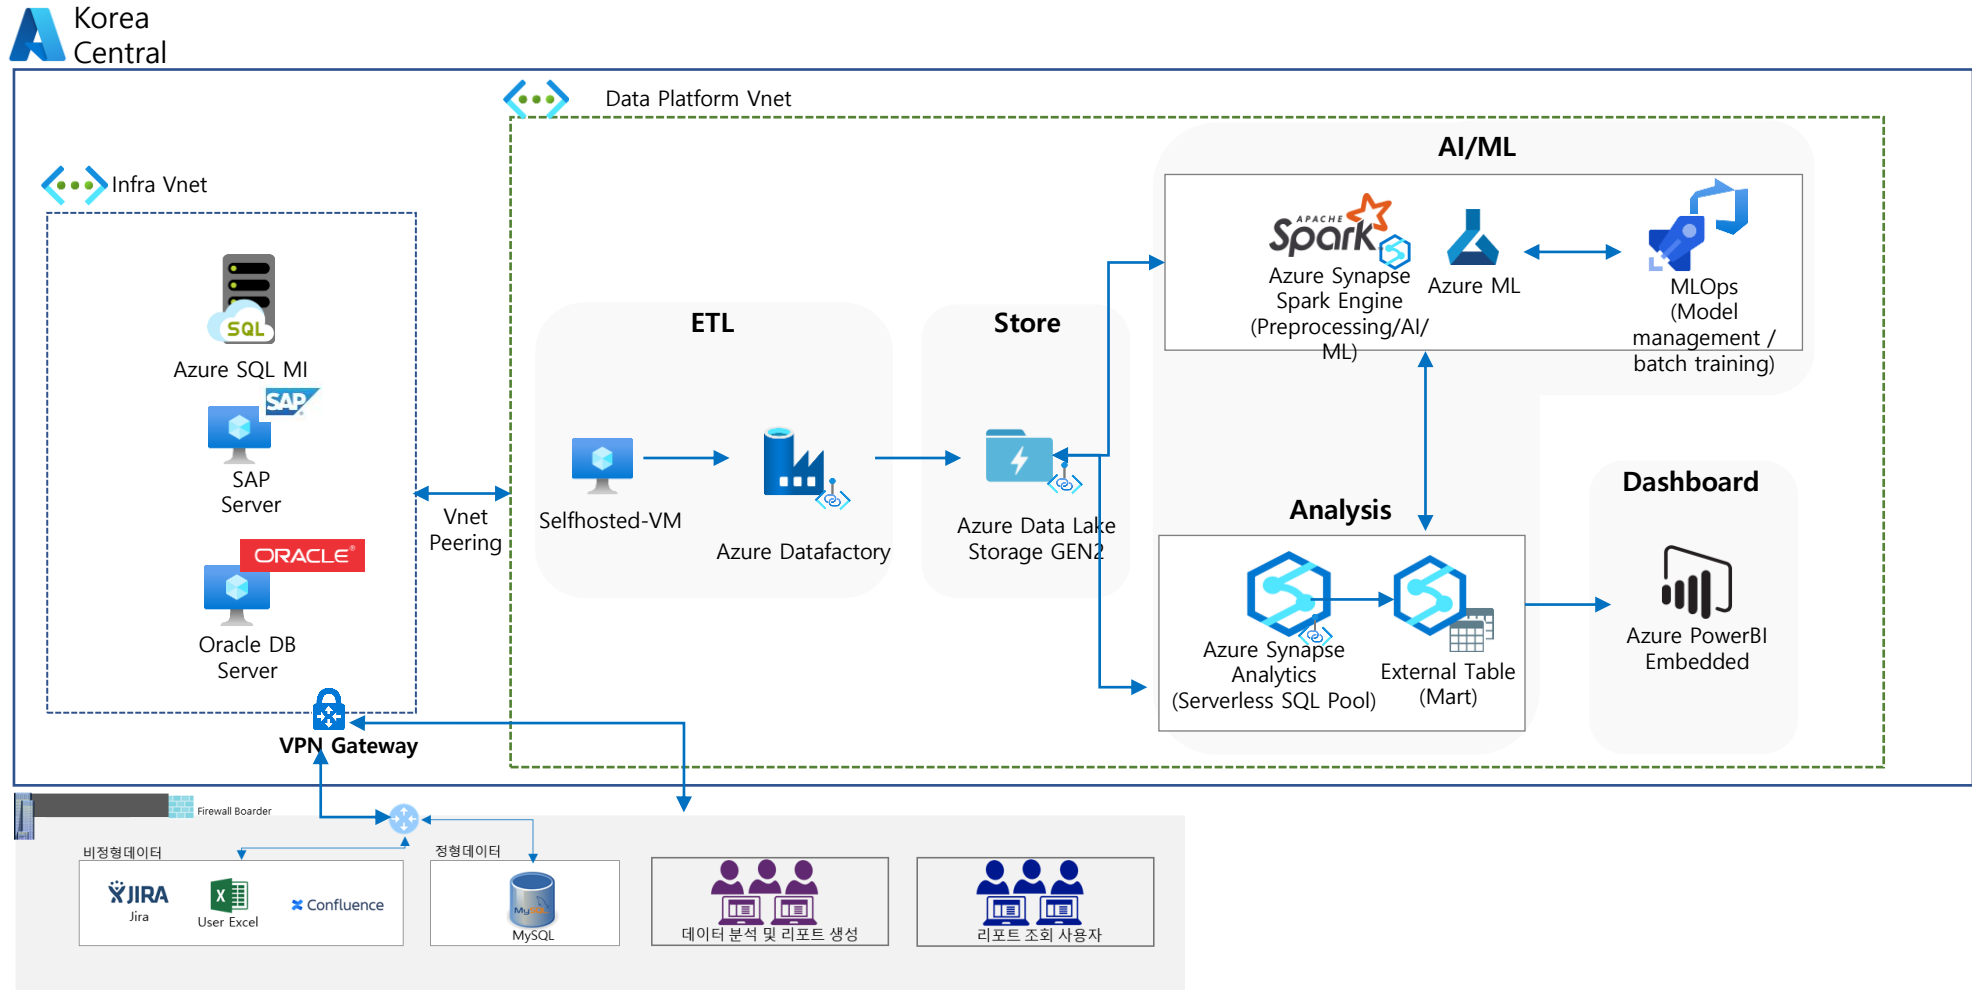 Korea
Central
Data Platform Vnet
Infra Vnet
SQL
Azure SQL MI
SAP
SAP
Server
ORACLE®
Oracle DB
Server
VPN Gateway
Vnet
Peering
ETL
Selfhosted-VM
Azure Datafactory
Store
Azure Data Lake
Storage GEN2
AI/ML
APACHE
Spark
Azure Synapse
Spark Engine
(Preprocessing/AI/
ML)
Azure ML
MLOps
(Model
management /
batch training)
Analysis
Azure Synapse
Analytics
(Serverless SQL Pool)
External Table
(Mart)
Dashboard
Azure PowerBI
Embedded
Firewall Boarder
비정형데이터
JIRA
Jira
X
User Excel
Confluence
정형데이터
MySQL
MySQL
데이터 분석 및 리포트 생성
리포트 조회 사용자